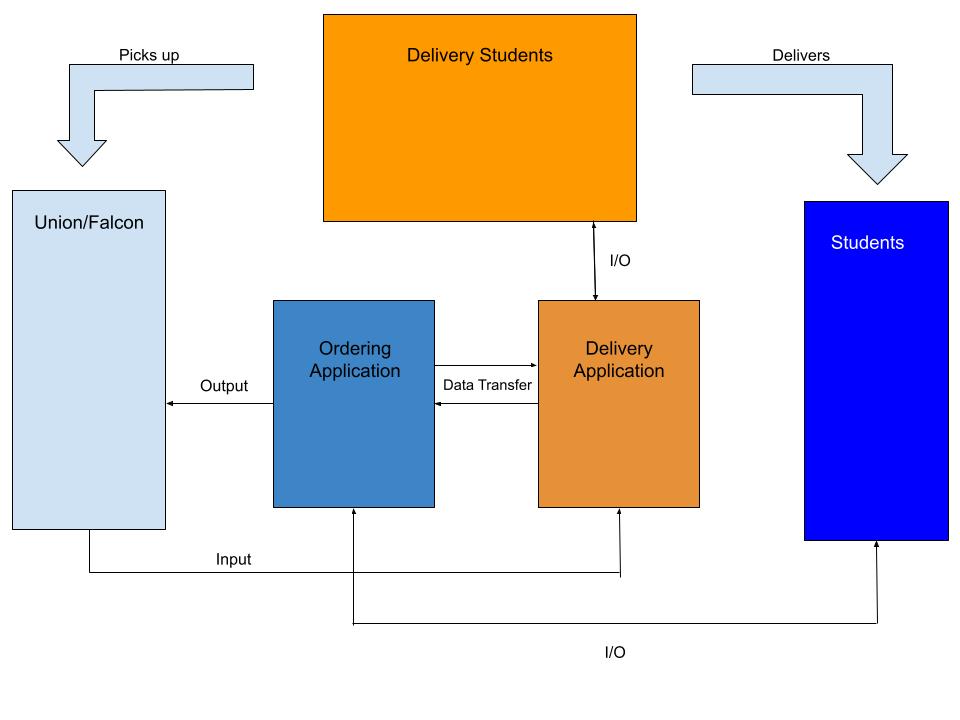 Picks up
Delivery Students
Delivers
Union/Falcon
Students
I/O
Ordering
Application
Delivery
Application
Output
Data Transfer
Input
I/O